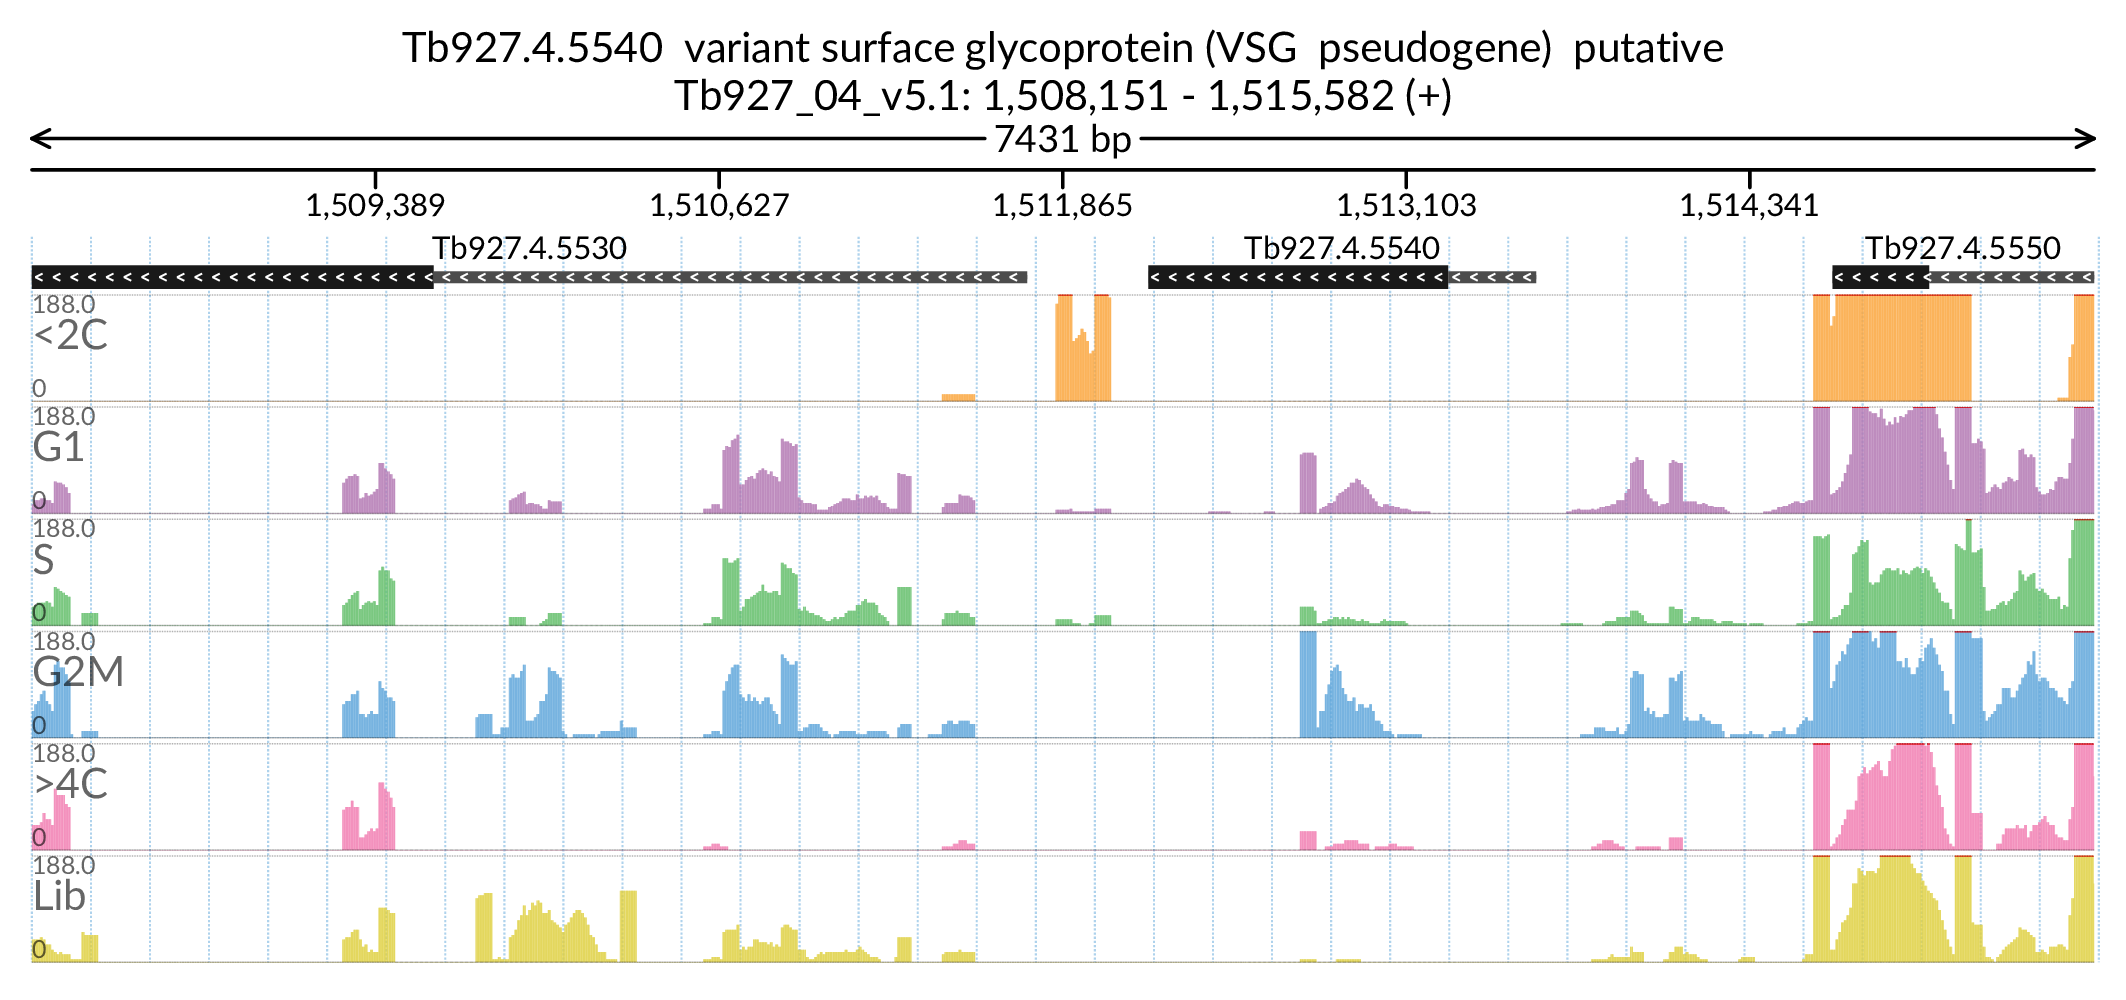 Tb927.4.5540  variant surface glycoprotein (VSG  pseudogene)  putative
Tb927_04_v5.1: 1,508,151 - 1,515,582 (+)
7431 bp
1,509,389 1,510,627 1,511,865 1,513,103 1,514,341
Tb927.4.5530 Tb927.4.5540 Tb927.4.5550
188.0
<2C
0
188.0
G1
0
188.0
S
0
188.0
G2M
0
188.0
>4C
0
188.0
Lib
0